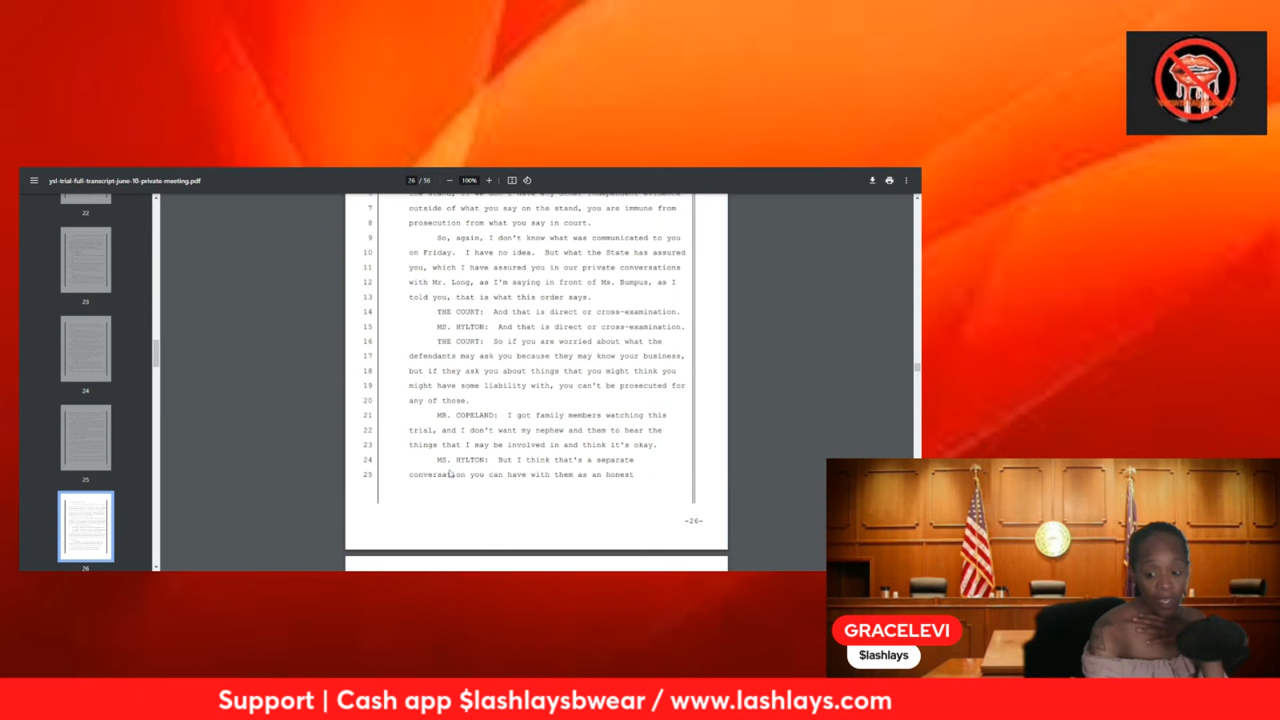 ysl-trial-full-transcript-june-10-private-meeting.pdf
26 / 56
100%
22
23
24
25
26
7 outside of what you say on the stand, you are immune from
8 prosecution from what you say in court.
9 So, again, I don't know what was communicated to you
10 on Friday. I have no idea. But what the State has assured
11 you, which I have assured you in our private conversations
12 with Mr. Long, as I'm saying in front of Ms. Bumpus, as I
13 told you, that is what this order says.
14 THE COURT: And that is direct or cross-examination.
15 MS. HYLTON: And that is direct or cross-examination.
16 THE COURT: So if you are worried about what the
17 defendants may ask you because they may know your business,
18 but if they ask you about things that you might think you
19 might have some liability with, you can't be prosecuted for
20 any of those.
21 MR. COPELAND: I got family members watching this
22 trial, and I don't want my nephew and them to hear the
23 things that I may be involved in and think it's okay.
24 MS. HYLTON: But I think that's a separate
25 conversation you can have with them as an honest
-26-
GRACELEVI
$lashlays
Support | Cash app $lashlaysbwear / www.lashlays.com